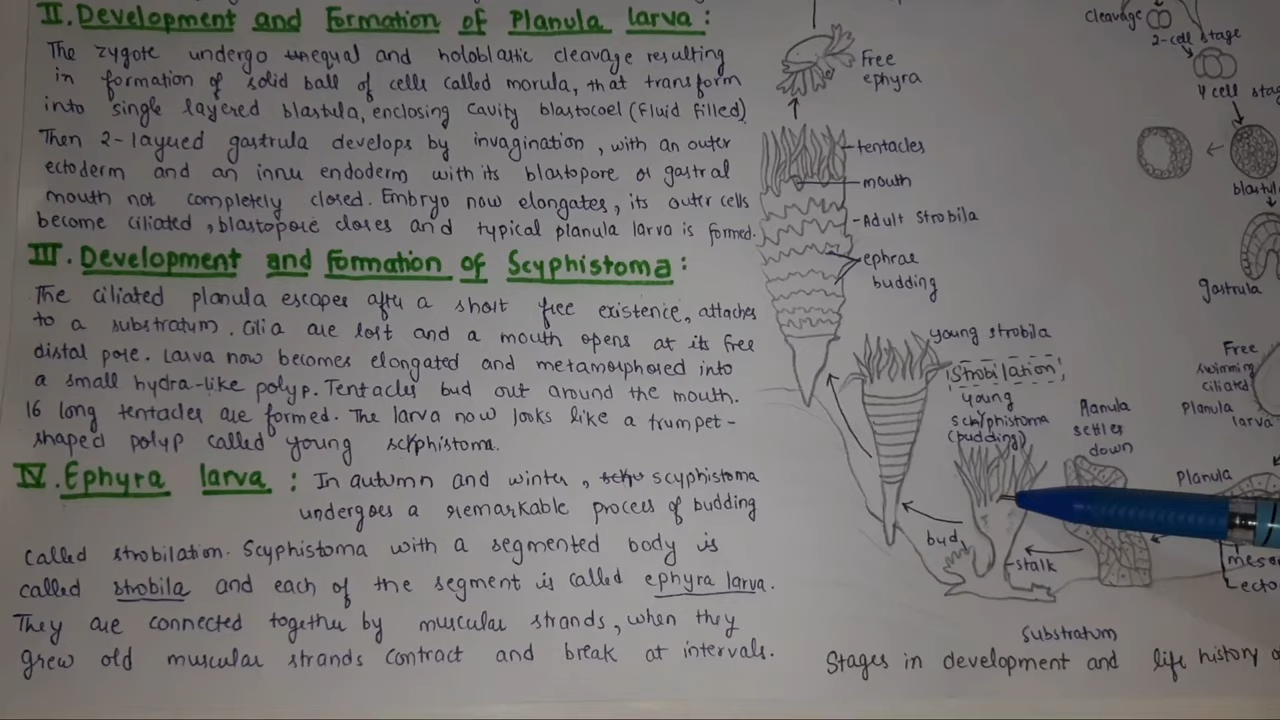 II. Development and Formation of Planula larva :
The zygote undergo unequal and holoblatic cleavage resulting
in formation of solid ball of cells called morula, that transform
into single layered blastula, enclosing cavity blastocoel (fluid filled)
Then 2-layered gastrula develops by invagination, with an outer
ectoderm and an inner endoderm with its blastopore or gastral
mouth not completely closed. Embryo now elongates, its outer cells
become ciliated, blastopore closes and typical planula larva is formed.
III. Development and Formation of Scyphistoma :
The ciliated planula escapes after a short free existence, attaches
to a substratum. Cilia are lost and a mouth opens at its free
distal pole. Larva now becomes elongated and metamorphosed into
a small hydra-like polyp. Tentacles bud out around the mouth.
16 long tentacles are formed. The larva now looks like a trumpet-
shaped polyp called young scyphistoma.
IV. Ephyra larva : In autumn and winter, scyphistoma
undergoes a remarkable process of budding
called strobilation. Scyphistoma with a segmented body is
called strobila and each of the segment is called ephyra larva.
They are connected together by muscular strands, when they
grew old muscular strands contract and break at intervals.
Free
ephyra
tentacles
mouth
Adult Strobila
ephrae
budding
young strobila
Strobilation
young
scyphistoma
(budding)
Planula
settles
down
bud
stalk
Substratum
Stages in development and life history
cleavage
2-cell stage
4 cell
gastrula
Free
swimming
ciliated
Planula
larva
Planula